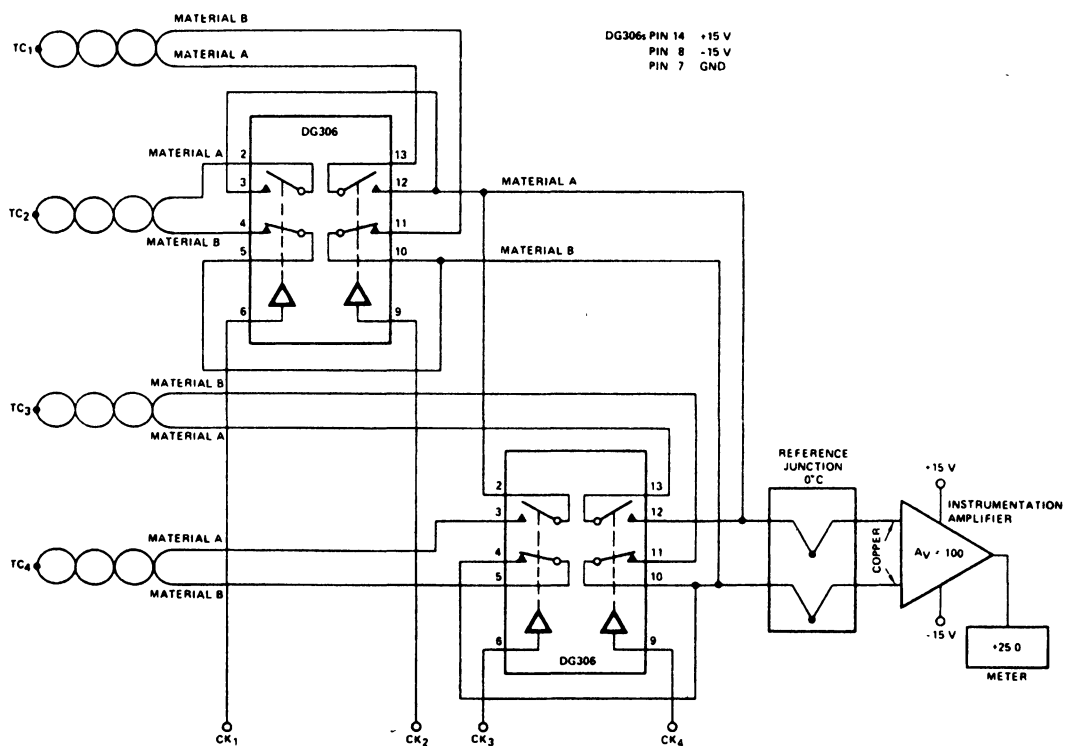 MATERIAL B
TC1
MATERIAL A
DG306s PIN 14 +15 V
PIN 8 -15 V
PIN 7 GND
DG306
MATERIAL A
2
13
3
12
MATERIAL A
TC2
4
11
MATERIAL B
5
10
MATERIAL B
6
9
MATERIAL B
TC3
MATERIAL A
REFERENCE
JUNCTION
0°C
+15 V
INSTRUMENTATION
AMPLIFIER
2
13
3
12
MATERIAL A
4
11
COPPER
AV = 100
TC4
5
10
MATERIAL B
-15 V
6
9
DG306
+25 0
METER
CK1
CK2
CK3
CK4